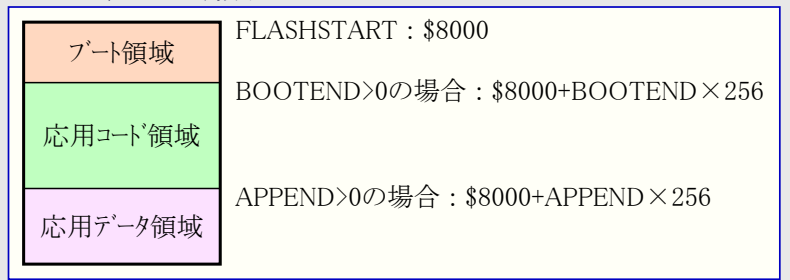 FLASHSTART : $8000
ブート領域
BOOTEND>0の場合 : $8000+BOOTEND×256
応用コード領域
APPEND>0の場合 : $8000+APPEND×256
応用データ領域